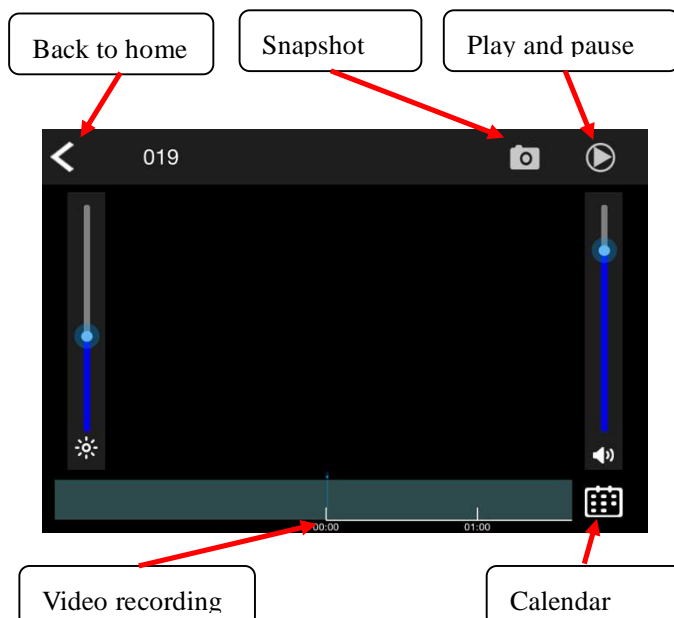 Back to home
Snapshot
Play and pause
019
00:00
01:00
Video recording
Calendar